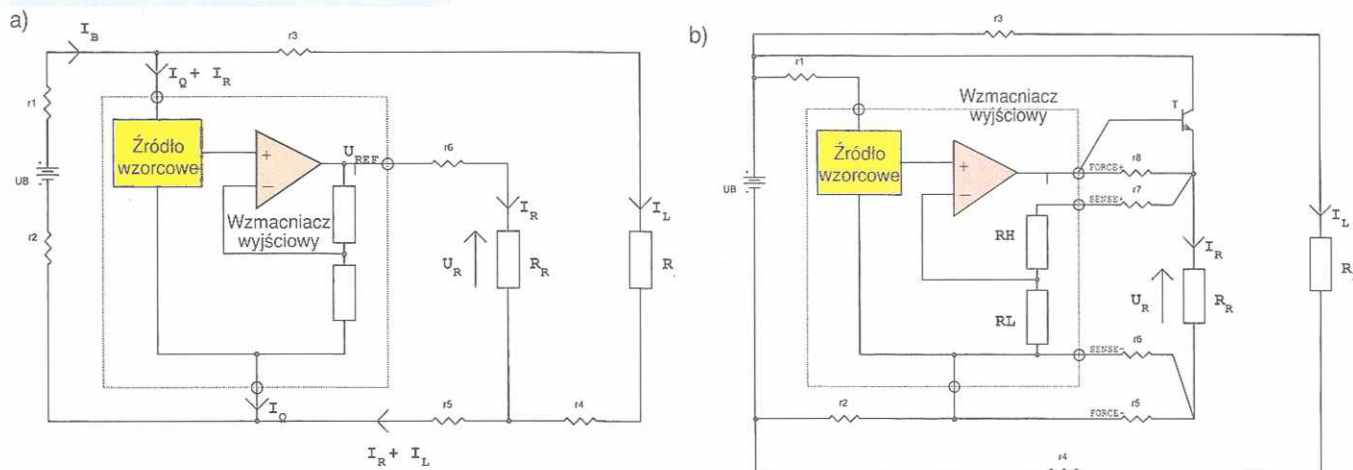 a)
I_B
r3
I_Q + I_R
r1
Źródło
wzorcowe
+
−
Wzmacniacz
wyjściowy
U_REF
r6
UB
I_R
I_L
U_R
R_R
R
r2
I_Q
r5
r4
I_R + I_L
b)
r3
r1
Wzmacniacz
wyjściowy
T
Źródło
wzorcowe
+
−
FORCE+
r8
SENSE+
r7
UB
RH
I_R
I_L
U_R
R_R
R
RL
SENSE-
r6
r2
FORCE-
r5
r4